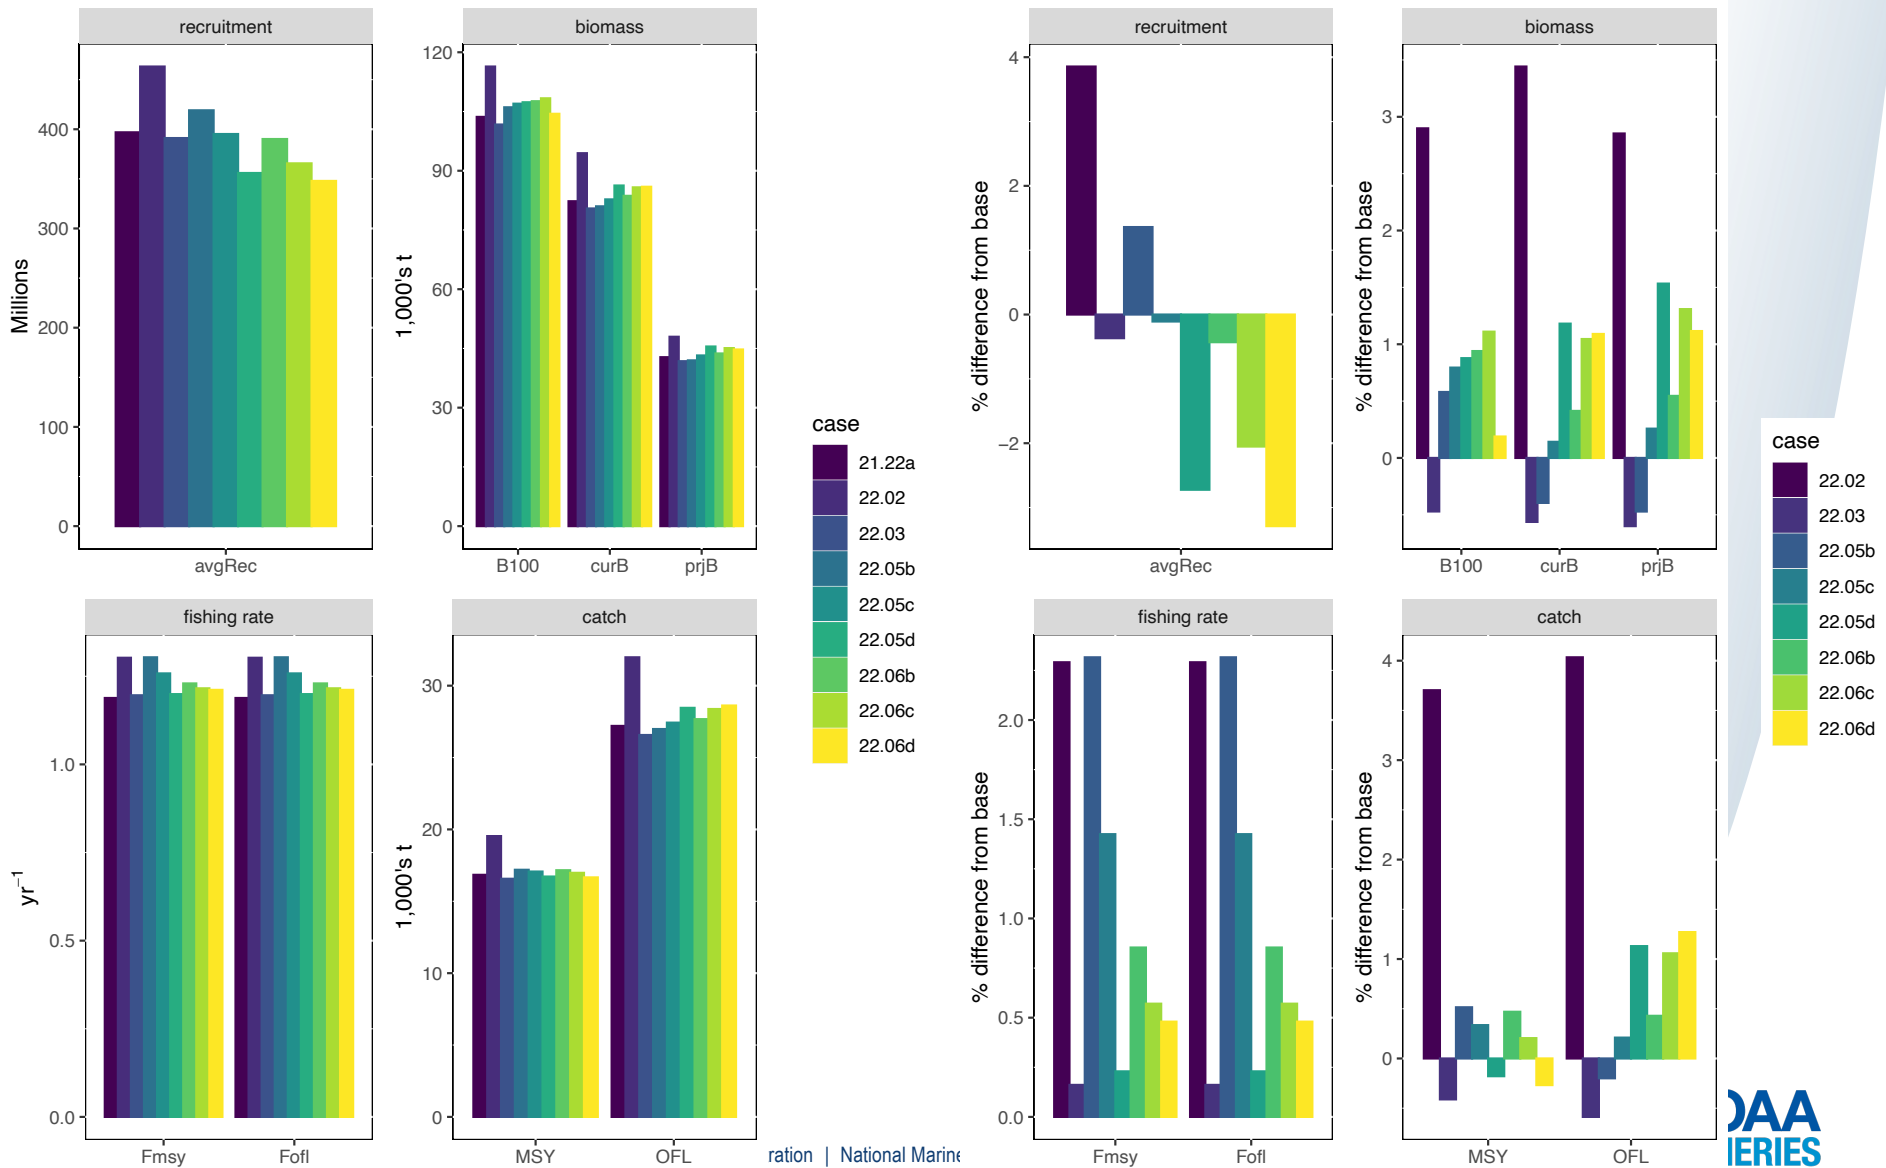 recruitment
biomass
Millions
400
300
200
100
0
avgRec
1,000's t
120
90
60
30
0
B100 curB prjB
fishing rate
catch
yr−1
1.0
0.5
0.0
Fmsy Fofl
1,000's t
30
20
10
0
MSY OFL
case
21.22a
22.02
22.03
22.05b
22.05c
22.05d
22.06b
22.06c
22.06d
recruitment
biomass
% difference from base
4
2
0
−2
avgRec
% difference from base
3
2
1
0
B100 curB prjB
fishing rate
catch
% difference from base
2.0
1.5
1.0
0.5
0.0
Fmsy Fofl
% difference from base
4
3
2
1
0
MSY OFL
case
22.02
22.03
22.05b
22.05c
22.05d
22.06b
22.06c
22.06d
ration | National Marine
OAA
IERIES